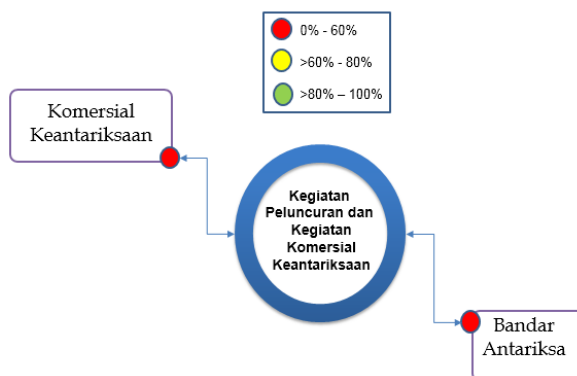 0% - 60%
>60% - 80%
>80% – 100%
Komersial
Keantariksaan
Kegiatan
Peluncuran dan
Kegiatan
Komersial
Keantariksaan
Bandar
Antariksa